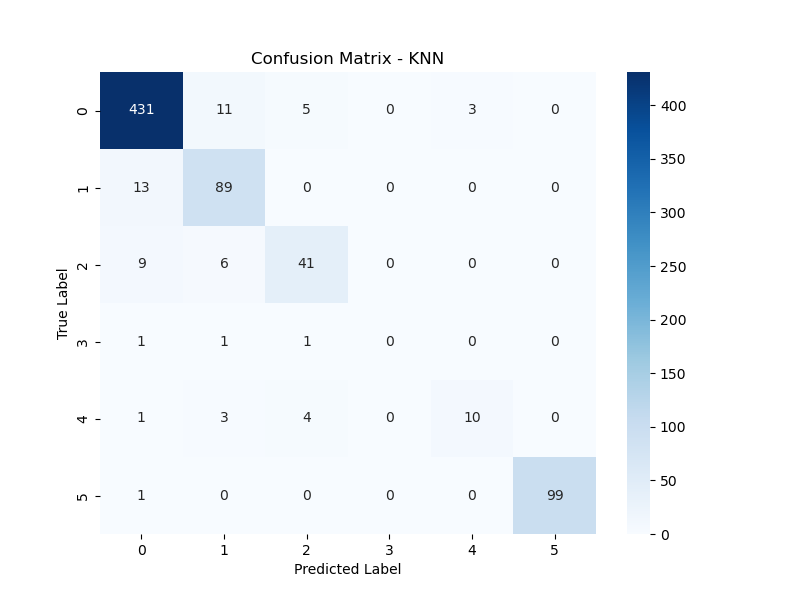 Confusion Matrix - KNN
True Label
0 431 11 5 0 3 0
1 13 89 0 0 0 0
2 9 6 41 0 0 0
3 1 1 1 0 0 0
4 1 3 4 0 10 0
5 1 0 0 0 0 99
0 1 2 3 4 5
Predicted Label
400
350
300
250
200
150
100
50
0